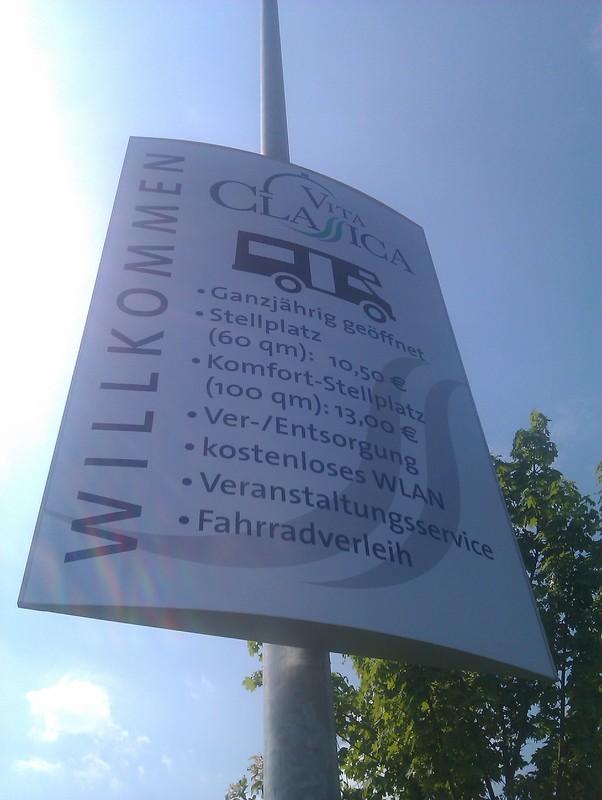 WILLKOMMEN
VITA
CLASSICA
• Ganzjährig geöffnet
• Stellplatz
(60 qm): 10,50 €
• Komfort-Stellplatz
(100 qm): 13,00 €
• Ver-/Entsorgung
• kostenloses WLAN
• Veranstaltungsservice
• Fahrradverleih